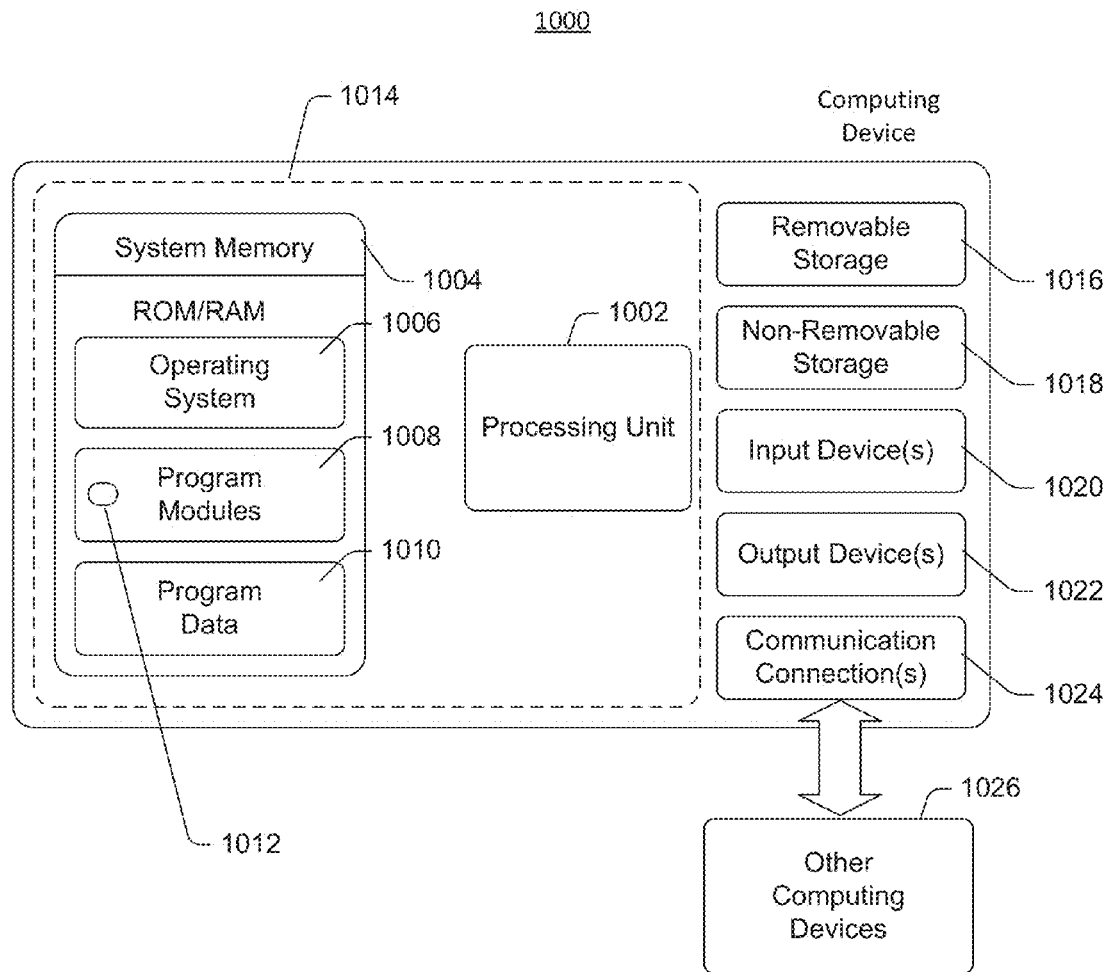 1000
1014
Computing
Device
System Memory
1004
ROM/RAM
1006
Operating
System
1008
Program
Modules
1010
Program
Data
1012
1002
Processing Unit
Removable
Storage
1016
Non-Removable
Storage
1018
Input Device(s)
1020
Output Device(s)
1022
Communication
Connection(s)
1024
1026
Other
Computing
Devices